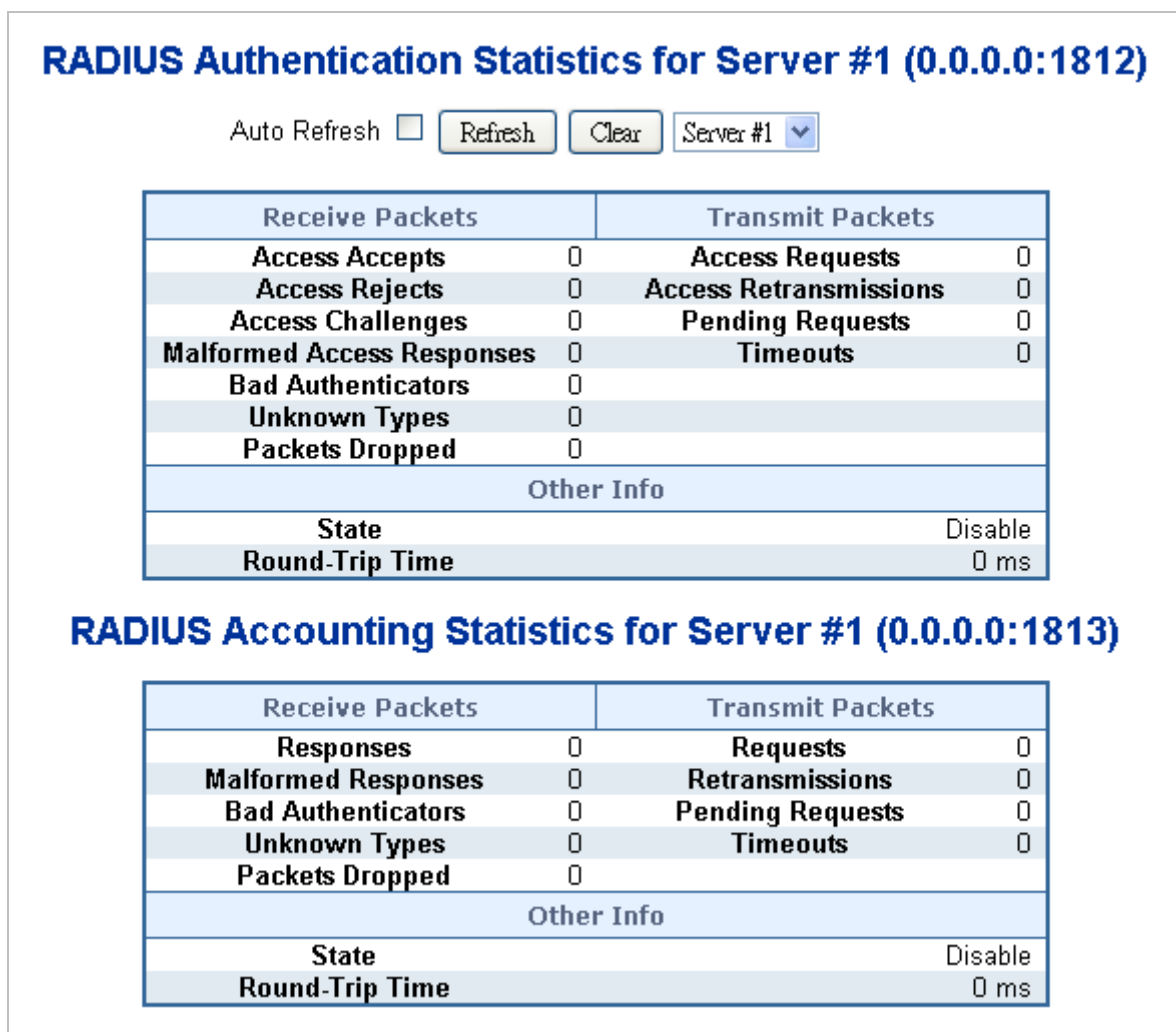 RADIUS Authentication Statistics for Server #1 (0.0.0.0:1812)
Auto Refresh Refresh Clear Server #1
Receive Packets Transmit Packets
Access Accepts 0 Access Requests 0
Access Rejects 0 Access Retransmissions 0
Access Challenges 0 Pending Requests 0
Malformed Access Responses 0 Timeouts 0
Bad Authenticators 0
Unknown Types 0
Packets Dropped 0
Other Info
State Disable
Round-Trip Time 0 ms
RADIUS Accounting Statistics for Server #1 (0.0.0.0:1813)
Receive Packets Transmit Packets
Responses 0 Requests 0
Malformed Responses 0 Retransmissions 0
Bad Authenticators 0 Pending Requests 0
Unknown Types 0 Timeouts 0
Packets Dropped 0
Other Info
State Disable
Round-Trip Time 0 ms